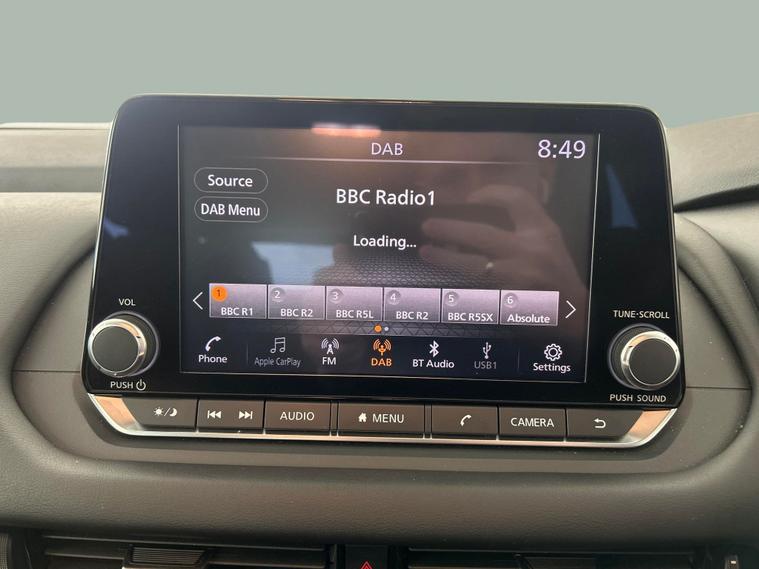 DAB
8:49
Source
DAB Menu
BBC Radio1
Loading...
1
2
3
4
5
6
BBC R1
BBC R2
BBC R5L
BBC R2
BBC R5SX
Absolute
Phone
Apple CarPlay
FM
DAB
BT Audio
USB1
Settings
VOL
PUSH
TUNE·SCROLL
PUSH SOUND
AUDIO
MENU
CAMERA